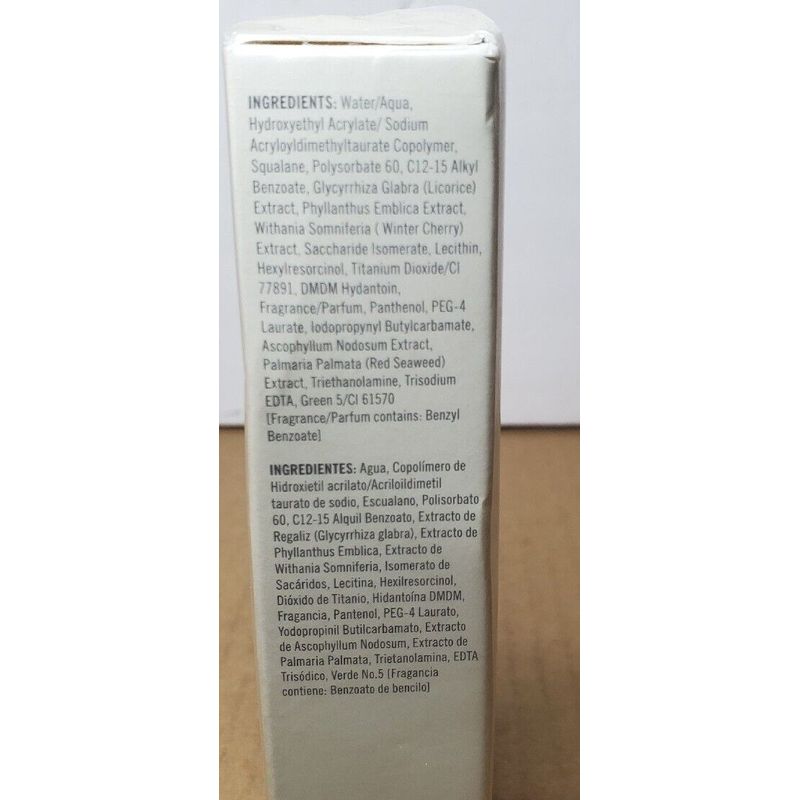 INGREDIENTS: Water/Aqua,
Hydroxyethyl Acrylate/ Sodium
Acryloyldimethyltaurate Copolymer,
Squalane, Polysorbate 60, C12-15 Alkyl
Benzoate, Glycyrrhiza Glabra (Licorice)
Extract, Phyllanthus Emblica Extract,
Withania Somniferia ( Winter Cherry)
Extract, Saccharide Isomerate, Lecithin,
Hexylresorcinol, Titanium Dioxide/CI
77891, DMDM Hydantoin,
Fragrance/Parfum, Panthenol, PEG-4
Laurate, Iodopropynyl Butylcarbamate,
Ascophyllum Nodosum Extract,
Palmaria Palmata (Red Seaweed)
Extract, Triethanolamine, Trisodium
EDTA, Green 5/CI 61570
[Fragrance/Parfum contains: Benzyl
Benzoate]
INGREDIENTES: Agua, Copolímero de
Hidroxietil acrilato/Acriloildimetil
taurato de sodio, Escualano, Polisorbato
60, C12-15 Alquil Benzoato, Extracto de
Regaliz (Glycyrrhiza glabra), Extracto de
Phyllanthus Emblica, Extracto de
Withania Somniferia, Isomerato de
Sacáridos, Lecitina, Hexilresorcinol,
Dióxido de Titanio, Hidantoína DMDM,
Fragancia, Pantenol, PEG-4 Laurato,
Yodopropinil Butilcarbamato, Extracto
de Ascophyllum Nodosum, Extracto de
Palmaria Palmata, Trietanolamina, EDTA
Trisódico, Verde No.5 [Fragancia
contiene: Benzoato de bencilo]